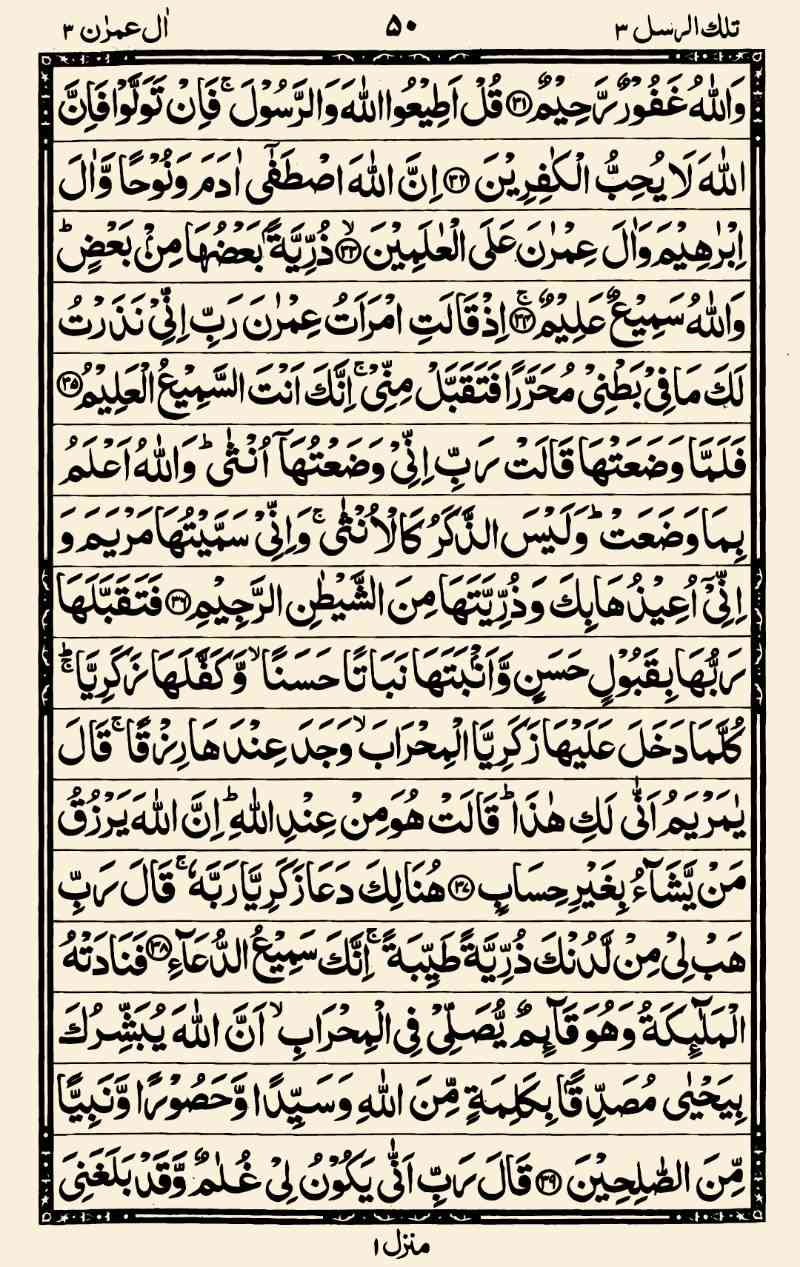 تلك الرسل ٣ ٥٠ اٰل عمرٰن ٣
وَاللّٰهُ غَفُوْرٌ رَّحِيْمٌ ﴿٣١﴾ قُلْ اَطِيْعُوا اللّٰهَ وَالرَّسُوْلَ ۚ فَاِنْ تَوَلَّوْا فَاِنَّ
اللّٰهَ لَا يُحِبُّ الْكٰفِرِيْنَ ﴿٣٢﴾ اِنَّ اللّٰهَ اصْطَفٰٓى اٰدَمَ وَنُوْحًا وَّاٰلَ
اِبْرٰهِيْمَ وَاٰلَ عِمْرٰنَ عَلَى الْعٰلَمِيْنَ ﴿٣٣﴾ۙ ذُرِّيَّةًۢ بَعْضُهَا مِنْۢ بَعْضٍ ؕ
وَاللّٰهُ سَمِيْعٌ عَلِيْمٌ ﴿٣٤﴾ۚ اِذْ قَالَتِ امْرَاَتُ عِمْرٰنَ رَبِّ اِنِّىْ نَذَرْتُ
لَكَ مَا فِىْ بَطْنِىْ مُحَرَّرًا فَتَقَبَّلْ مِنِّىْ ۚ اِنَّكَ اَنْتَ السَّمِيْعُ الْعَلِيْمُ ﴿٣٥﴾
فَلَمَّا وَضَعَتْهَا قَالَتْ رَبِّ اِنِّىْ وَضَعْتُهَاۤ اُنْثٰى ؕ وَاللّٰهُ اَعْلَمُ
بِمَا وَضَعَتْ ؕ وَلَيْسَ الذَّكَرُ كَالْاُنْثٰى ۚ وَاِنِّىْ سَمَّيْتُهَا مَرْيَمَ وَ
اِنِّىْۤ اُعِيْذُهَا بِكَ وَذُرِّيَّتَهَا مِنَ الشَّيْطٰنِ الرَّجِيْمِ ﴿٣٦﴾ فَتَقَبَّلَهَا
رَبُّهَا بِقَبُوْلٍ حَسَنٍ وَّاَنْۢبَتَهَا نَبَاتًا حَسَنًا ۙ وَّكَفَّلَهَا زَكَرِيَّا ؕۚ
كُلَّمَا دَخَلَ عَلَيْهَا زَكَرِيَّا الْمِحْرَابَ ۙ وَجَدَ عِنْدَهَا رِزْقًا ۚ قَالَ
يٰمَرْيَمُ اَنّٰى لَكِ هٰذَا ؕ قَالَتْ هُوَ مِنْ عِنْدِ اللّٰهِ ؕ اِنَّ اللّٰهَ يَرْزُقُ
مَنْ يَّشَآءُ بِغَيْرِ حِسَابٍ ﴿٣٧﴾ هُنَالِكَ دَعَا زَكَرِيَّا رَبَّهٗ ۚ قَالَ رَبِّ
هَبْ لِىْ مِنْ لَّدُنْكَ ذُرِّيَّةً طَيِّبَةً ۚ اِنَّكَ سَمِيْعُ الدُّعَآءِ ﴿٣٨﴾ فَنَادَتْهُ
الْمَلٰٓئِكَةُ وَهُوَ قَآئِمٌ يُّصَلِّىْ فِى الْمِحْرَابِ ۙ اَنَّ اللّٰهَ يُبَشِّرُكَ
بِيَحْيٰى مُصَدِّقًۢا بِكَلِمَةٍ مِّنَ اللّٰهِ وَسَيِّدًا وَّحَصُوْرًا وَّنَبِيًّا
مِّنَ الصّٰلِحِيْنَ ﴿٣٩﴾ قَالَ رَبِّ اَنّٰى يَكُوْنُ لِىْ غُلٰمٌ وَّقَدْ بَلَغَنِىَ
منزل ١